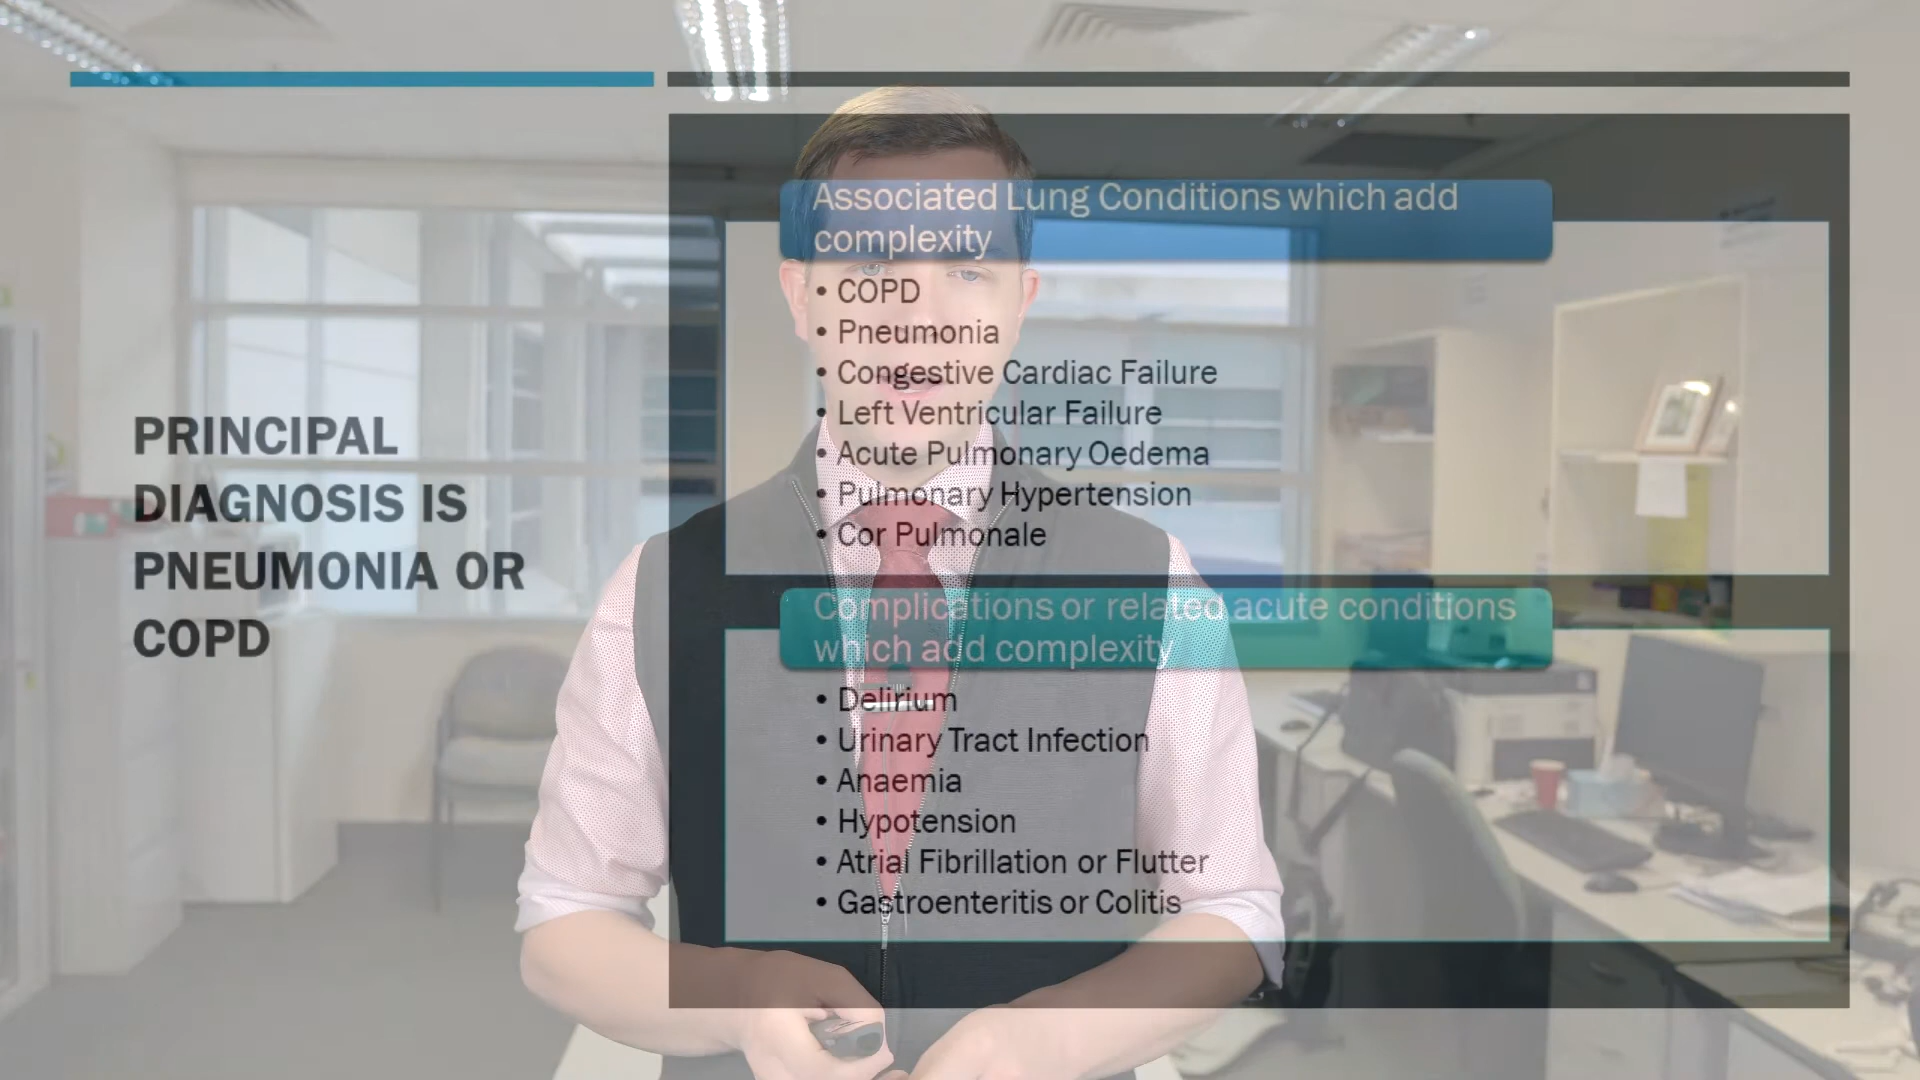 PRINCIPAL
DIAGNOSIS IS
PNEUMONIA OR
COPD
Associated Lung Conditions which add
complexity
• COPD
• Pneumonia
• Congestive Cardiac Failure
• Left Ventricular Failure
• Acute Pulmonary Oedema
• Pulmonary Hypertension
• Cor Pulmonale
Complications or related acute conditions
which add complexity
• Delirium
• Urinary Tract Infection
• Anaemia
• Hypotension
• Atrial Fibrillation or Flutter
• Gastroenteritis or Colitis